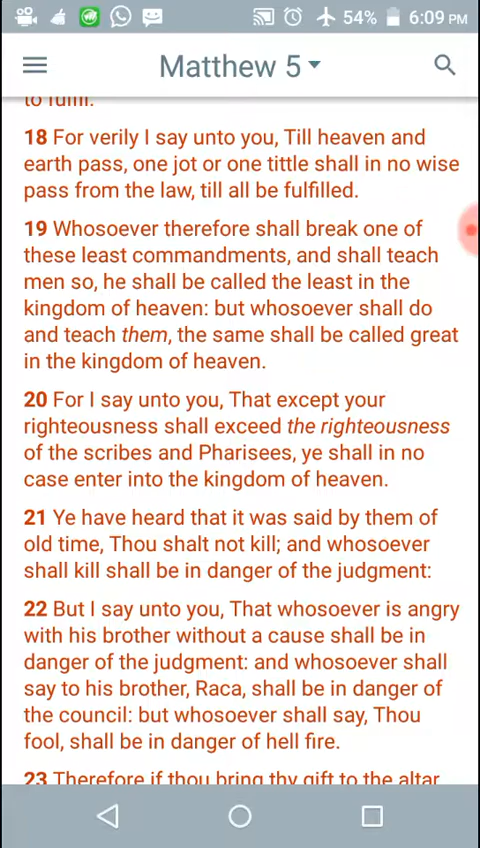 54% 6:09 PM
Matthew 5
to fulfil.
18 For verily I say unto you, Till heaven and
earth pass, one jot or one tittle shall in no wise
pass from the law, till all be fulfilled.
19 Whosoever therefore shall break one of
these least commandments, and shall teach
men so, he shall be called the least in the
kingdom of heaven: but whosoever shall do
and teach them, the same shall be called great
in the kingdom of heaven.
20 For I say unto you, That except your
righteousness shall exceed the righteousness
of the scribes and Pharisees, ye shall in no
case enter into the kingdom of heaven.
21 Ye have heard that it was said by them of
old time, Thou shalt not kill; and whosoever
shall kill shall be in danger of the judgment:
22 But I say unto you, That whosoever is angry
with his brother without a cause shall be in
danger of the judgment: and whosoever shall
say to his brother, Raca, shall be in danger of
the council: but whosoever shall say, Thou
fool, shall be in danger of hell fire.
23 Therefore if thou bring thy gift to the altar